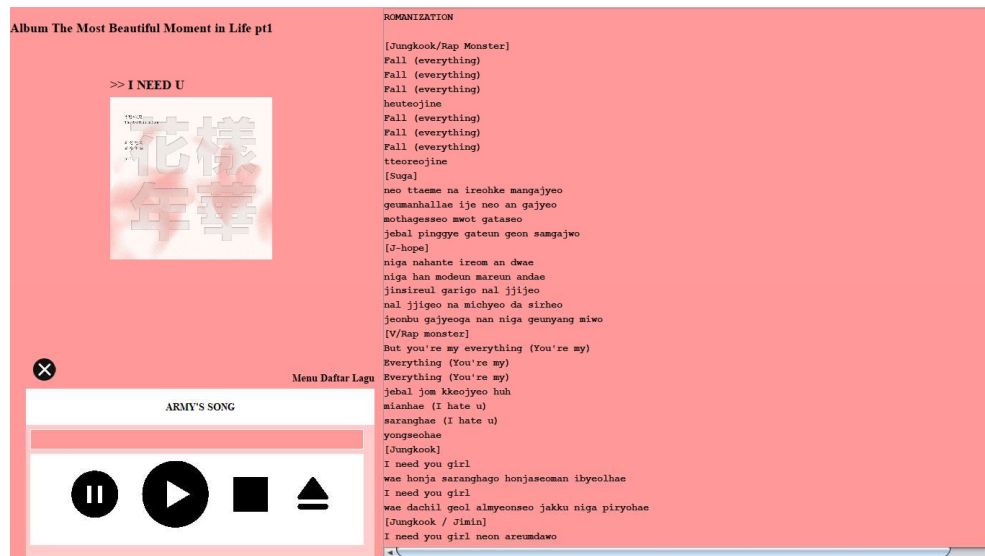 Album The Most Beautiful Moment in Life pt1
>> I NEED U
花樣
年華
Menu Daftar Lagu
ARMY'S SONG
ROMANIZATION
[Jungkook/Rap Monster]
Fall (everything)
Fall (everything)
Fall (everything)
heuteojine
Fall (everything)
Fall (everything)
Fall (everything)
tteoreojine
[Suga]
neo ttaeme na ireohke mangajyeo
geumanhallae ije neo an gajyeo
mothagesseo mwot gataseo
jebal pinggye gateun geon samgajwo
[J-hope]
niga nahante ireom an dwae
niga han modeun mareun andae
jinsireul garigo nal jjijeo
nal jjigeo na michyeo da sirheo
jeonbu gajyeoga nan niga geunyang miwo
[V/Rap monster]
But you're my everything (You're my)
Everything (You're my)
Everything (You're my)
jebal jom kkeojyeo huh
mianhae (I hate u)
saranghae (I hate u)
yongseohae
[Jungkook]
I need you girl
wae honja saranghago honjaseoman ibyeolhae
I need you girl
wae dachil geol almyeonseo jakku niga piryohae
[Jungkook / Jimin]
I need you girl neon areumdawo